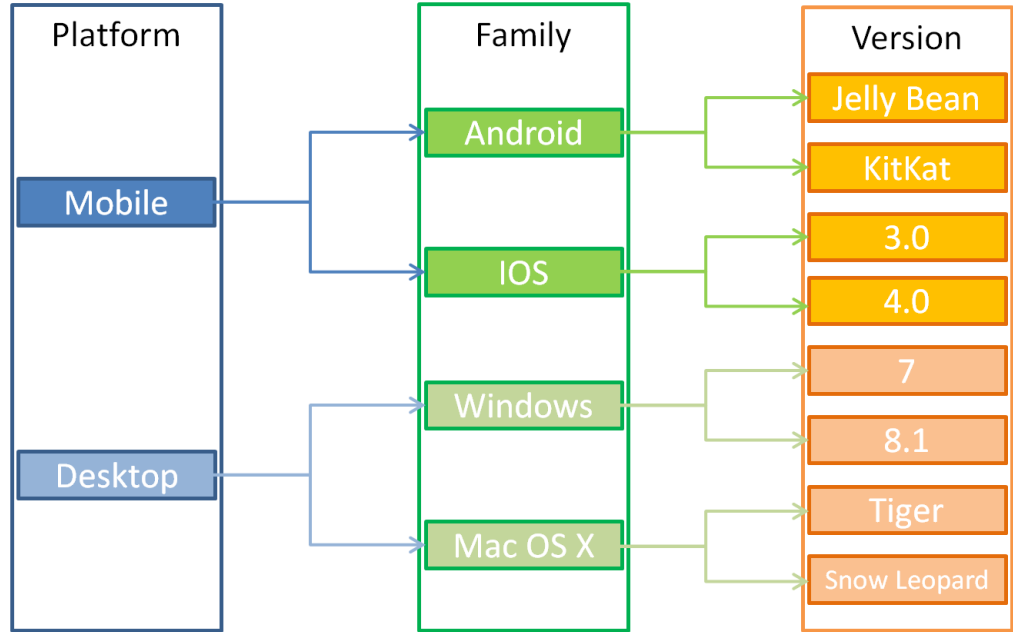 Platform
Family
Version
Mobile
Desktop
Android
IOS
Windows
Mac OS X
Jelly Bean
KitKat
3.0
4.0
7
8.1
Tiger
Snow Leopard